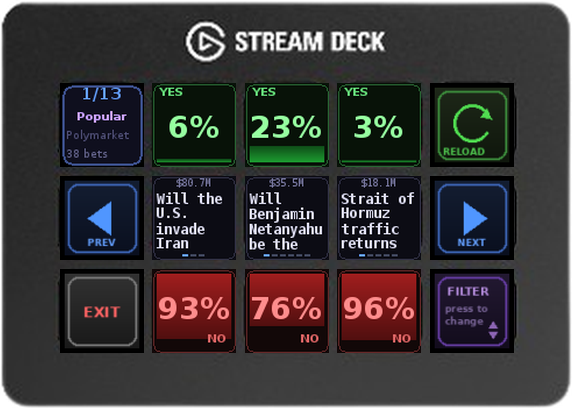 STREAM DECK
1/13
Popular
Polymarket
38 bets
YES
6%
YES
23%
YES
3%
RELOAD
PREV
$80.7M
Will the
U.S.
invade
Iran
$35.5M
Will
Benjamin
Netanyahu
be the
$18.1M
Strait of
Hormuz
traffic
returns
NEXT
EXIT
93%
NO
76%
NO
96%
NO
FILTER
press to
change